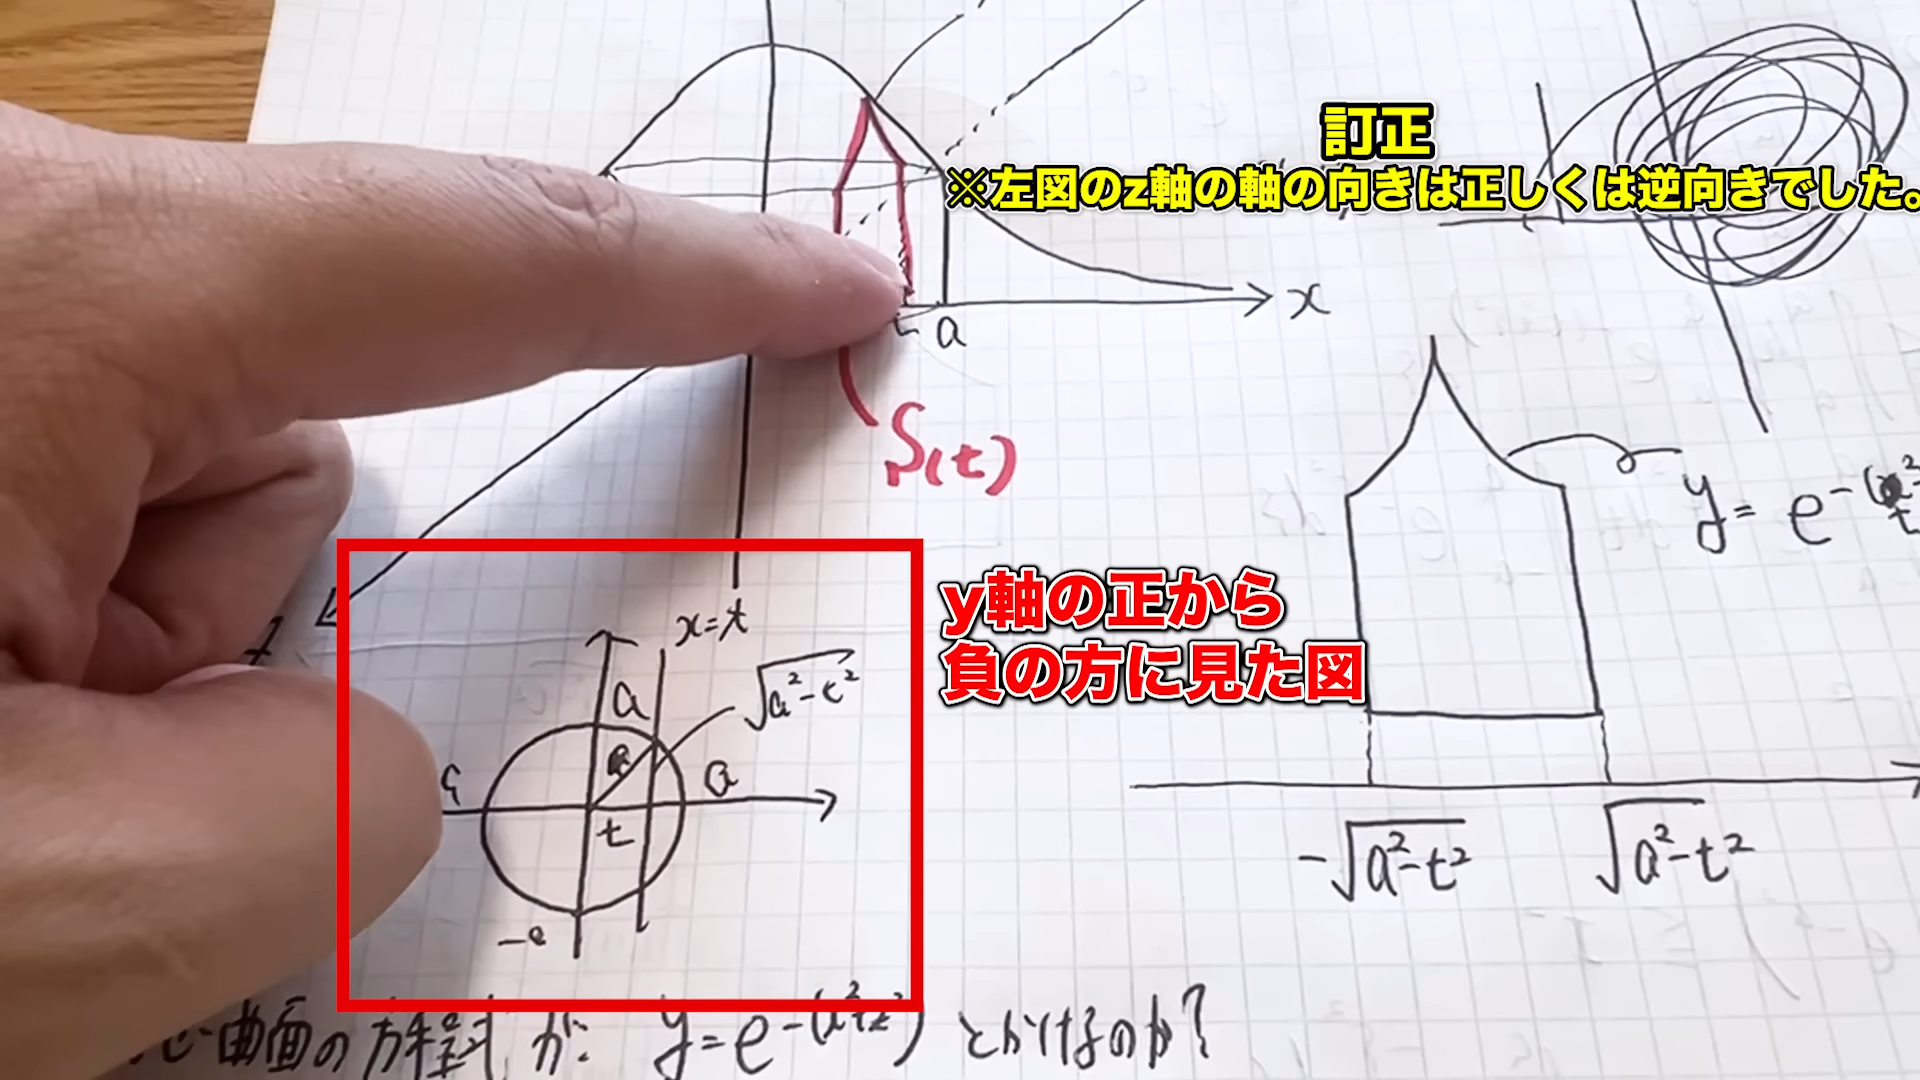 訂正
※左図のz軸の軸の向きは正しくは逆向きでした。
x
a
S(t)
y = e^-(
y軸の正から
負の方に見た図
x=t
√a²-t²
a
a
t
-√a²-t²
√a²-t²
曲面の方程式が y=e^-(x²+z²) とかけるのか?